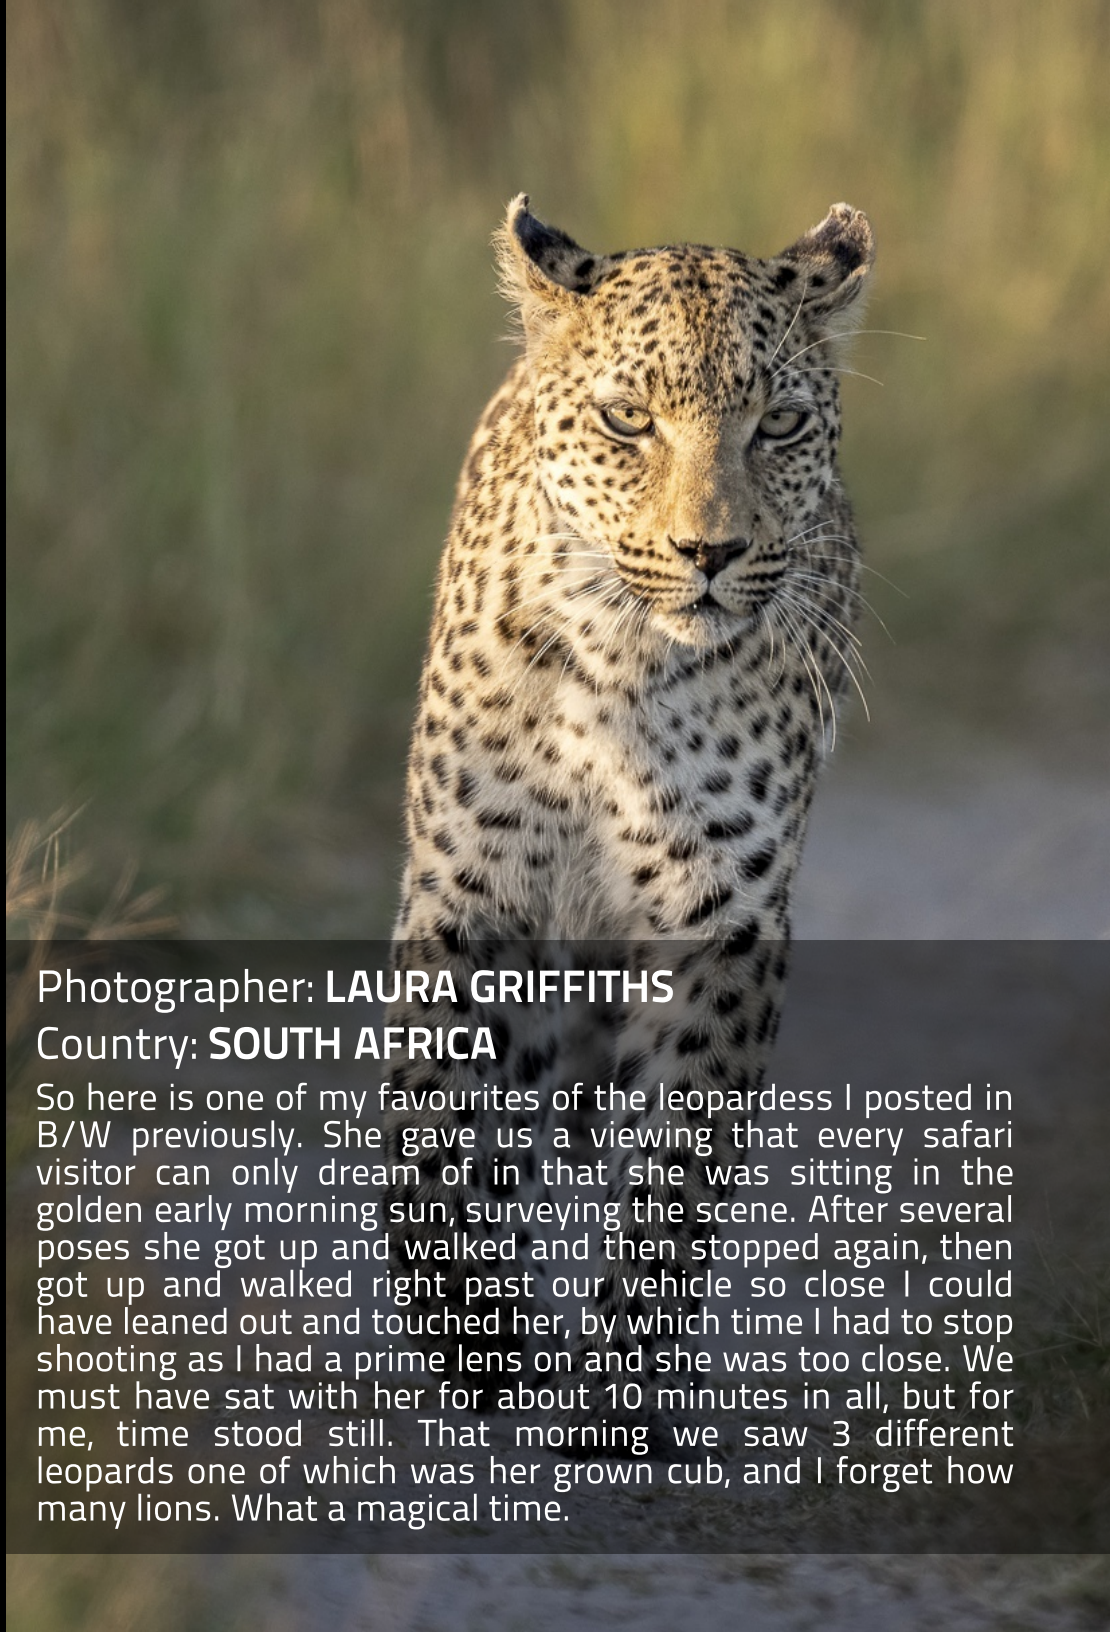 Photographer: LAURA GRIFFITHS
Country: SOUTH AFRICA
So here is one of my favourites of the leopardess I posted in
B/W previously. She gave us a viewing that every safari
visitor can only dream of in that she was sitting in the
golden early morning sun, surveying the scene. After several
poses she got up and walked and then stopped again, then
got up and walked right past our vehicle so close I could
have leaned out and touched her, by which time I had to stop
shooting as I had a prime lens on and she was too close. We
must have sat with her for about 10 minutes in all, but for
me, time stood still. That morning we saw 3 different
leopards one of which was her grown cub, and I forget how
many lions. What a magical time.